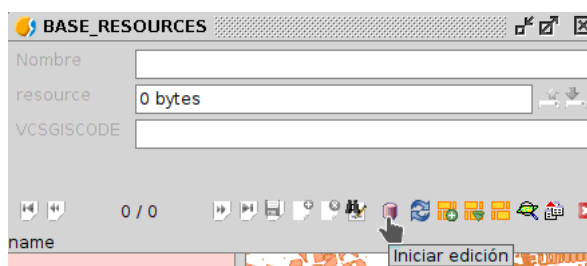 BASE_RESOURCES
Nombre
resource
0 bytes
VCSGISCODE
0 / 0
Iniciar edición
name